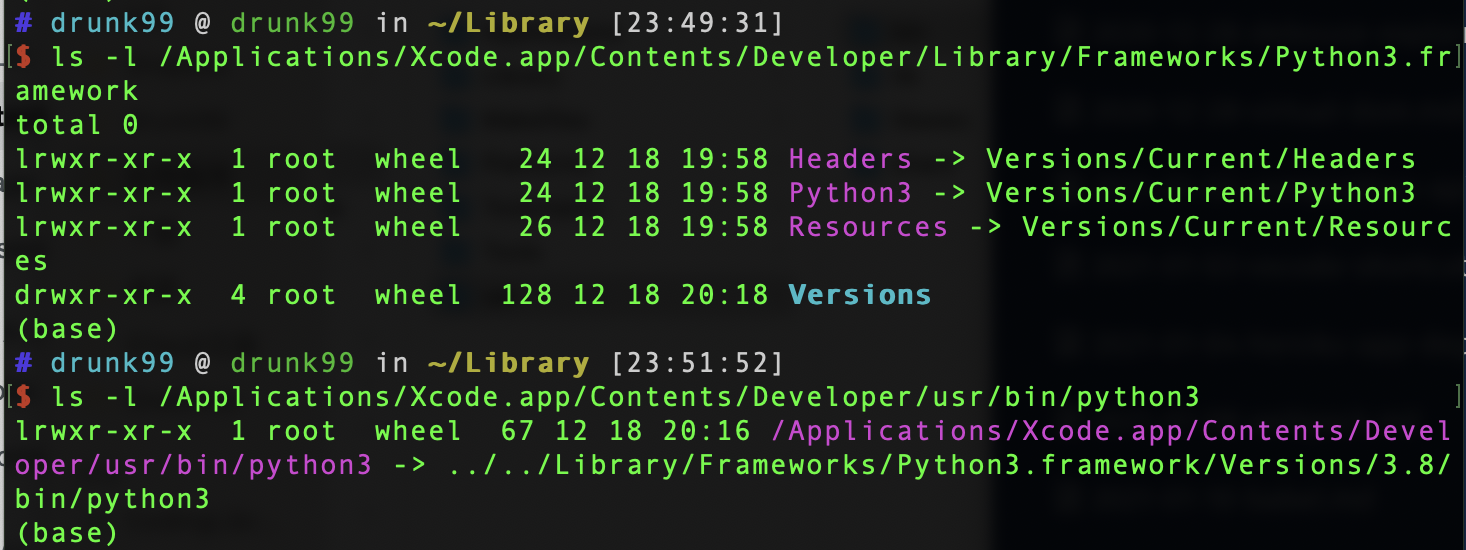 # drunk99 @ drunk99 in ~/Library [23:49:31]
[$ ls -l /Applications/Xcode.app/Contents/Developer/Library/Frameworks/Python3.fr]
amework
total 0
lrwxr-xr-x  1 root  wheel   24 12 18 19:58 Headers -> Versions/Current/Headers
lrwxr-xr-x  1 root  wheel   24 12 18 19:58 Python3 -> Versions/Current/Python3
lrwxr-xr-x  1 root  wheel   26 12 18 19:58 Resources -> Versions/Current/Resourc
es
drwxr-xr-x  4 root  wheel  128 12 18 20:18 Versions
(base)
# drunk99 @ drunk99 in ~/Library [23:51:52]
[$ ls -l /Applications/Xcode.app/Contents/Developer/usr/bin/python3 ]
lrwxr-xr-x  1 root  wheel  67 12 18 20:16 /Applications/Xcode.app/Contents/Devel
oper/usr/bin/python3 -> ../../Library/Frameworks/Python3.framework/Versions/3.8/
bin/python3
(base)